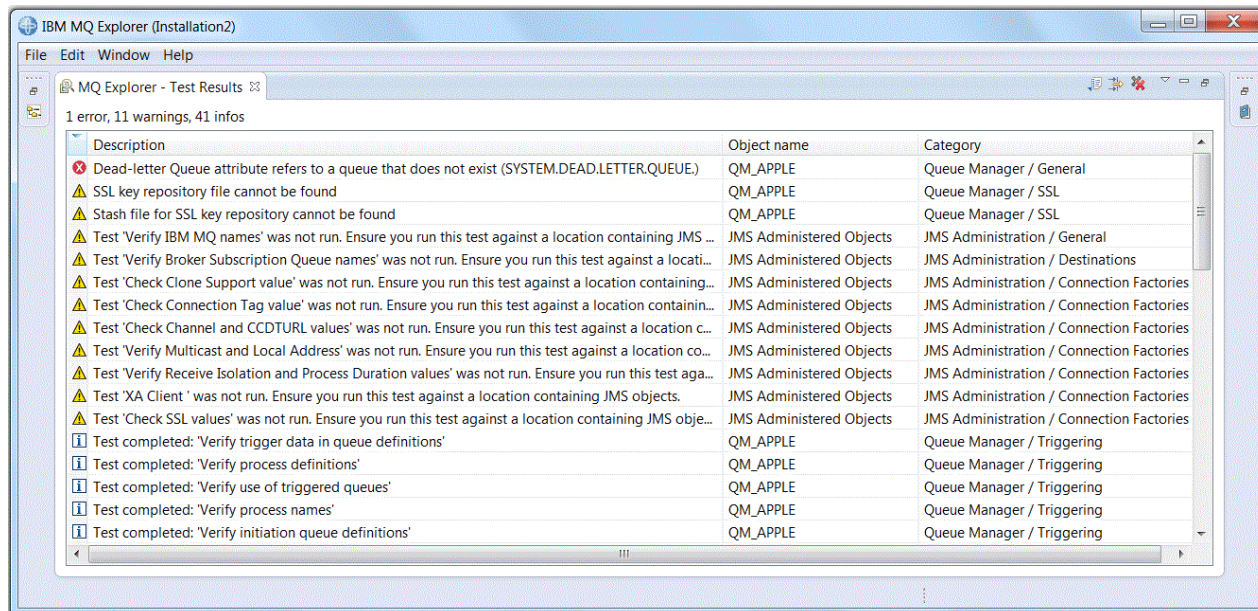 IBM MQ Explorer (Installation2)
File Edit Window Help
MQ Explorer - Test Results
1 error, 11 warnings, 41 infos
Description Object name Category
Dead-letter Queue attribute refers to a queue that does not exist (SYSTEM.DEAD.LETTER.QUEUE.) QM_APPLE Queue Manager / General
SSL key repository file cannot be found QM_APPLE Queue Manager / SSL
Stash file for SSL key repository cannot be found QM_APPLE Queue Manager / SSL
Test 'Verify IBM MQ names' was not run. Ensure you run this test against a location containing JMS ... JMS Administered Objects JMS Administration / General
Test 'Verify Broker Subscription Queue names' was not run. Ensure you run this test against a locati... JMS Administered Objects JMS Administration / Destinations
Test 'Check Clone Support value' was not run. Ensure you run this test against a location containing... JMS Administered Objects JMS Administration / Connection Factories
Test 'Check Connection Tag value' was not run. Ensure you run this test against a location containin... JMS Administered Objects JMS Administration / Connection Factories
Test 'Check Channel and CCDTURL values' was not run. Ensure you run this test against a location c... JMS Administered Objects JMS Administration / Connection Factories
Test 'Verify Multicast and Local Address' was not run. Ensure you run this test against a location co... JMS Administered Objects JMS Administration / Connection Factories
Test 'Verify Receive Isolation and Process Duration values' was not run. Ensure you run this test aga... JMS Administered Objects JMS Administration / Connection Factories
Test 'XA Client ' was not run. Ensure you run this test against a location containing JMS objects. JMS Administered Objects JMS Administration / Connection Factories
Test 'Check SSL values' was not run. Ensure you run this test against a location containing JMS obje... JMS Administered Objects JMS Administration / Connection Factories
Test completed: 'Verify trigger data in queue definitions' QM_APPLE Queue Manager / Triggering
Test completed: 'Verify process definitions' QM_APPLE Queue Manager / Triggering
Test completed: 'Verify use of triggered queues' QM_APPLE Queue Manager / Triggering
Test completed: 'Verify process names' QM_APPLE Queue Manager / Triggering
Test completed: 'Verify initiation queue definitions' QM_APPLE Queue Manager / Triggering